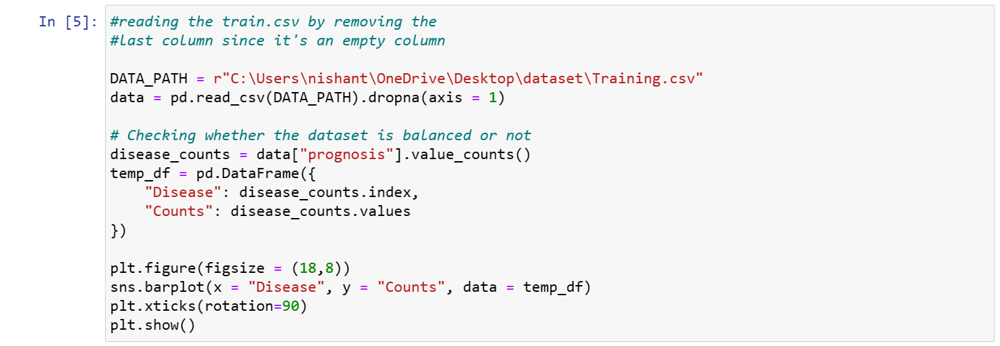 In [5]: #reading the train.csv by removing the
#last column since it's an empty column
DATA_PATH = r"C:\Users\nishant\OneDrive\Desktop\dataset\Training.csv"
data = pd.read_csv(DATA_PATH).dropna(axis = 1)
# Checking whether the dataset is balanced or not
disease_counts = data["prognosis"].value_counts()
temp_df = pd.DataFrame({
    "Disease": disease_counts.index,
    "Counts": disease_counts.values
})
plt.figure(figsize = (18,8))
sns.barplot(x = "Disease", y = "Counts", data = temp_df)
plt.xticks(rotation=90)
plt.show()